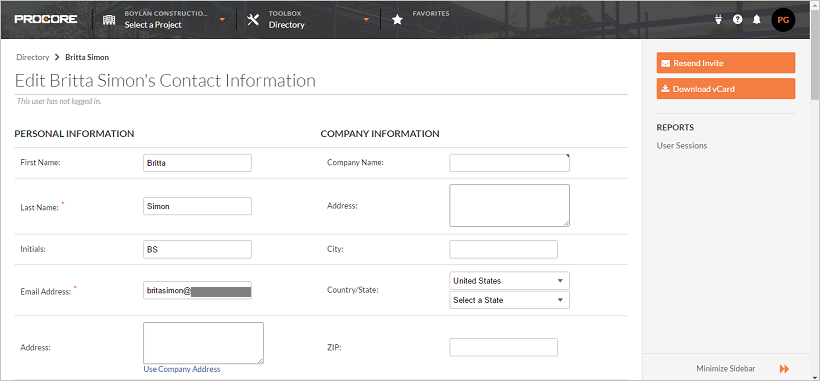 PROCORE
BOYLAN CONSTRUCTIO...
Select a Project
TOOLBOX
Directory
FAVORITES
PG
Directory > Britta Simon
Edit Britta Simon's Contact Information
This user has not logged in.
Resend Invite
Download vCard
REPORTS
User Sessions
PERSONAL INFORMATION
COMPANY INFORMATION
First Name: Britta
Company Name:
Last Name: * Simon
Address:
Initials: BS
City:
Email Address: * brittasimon@
Country/State: United States
Select a State
Address:
Use Company Address
ZIP:
Minimize Sidebar